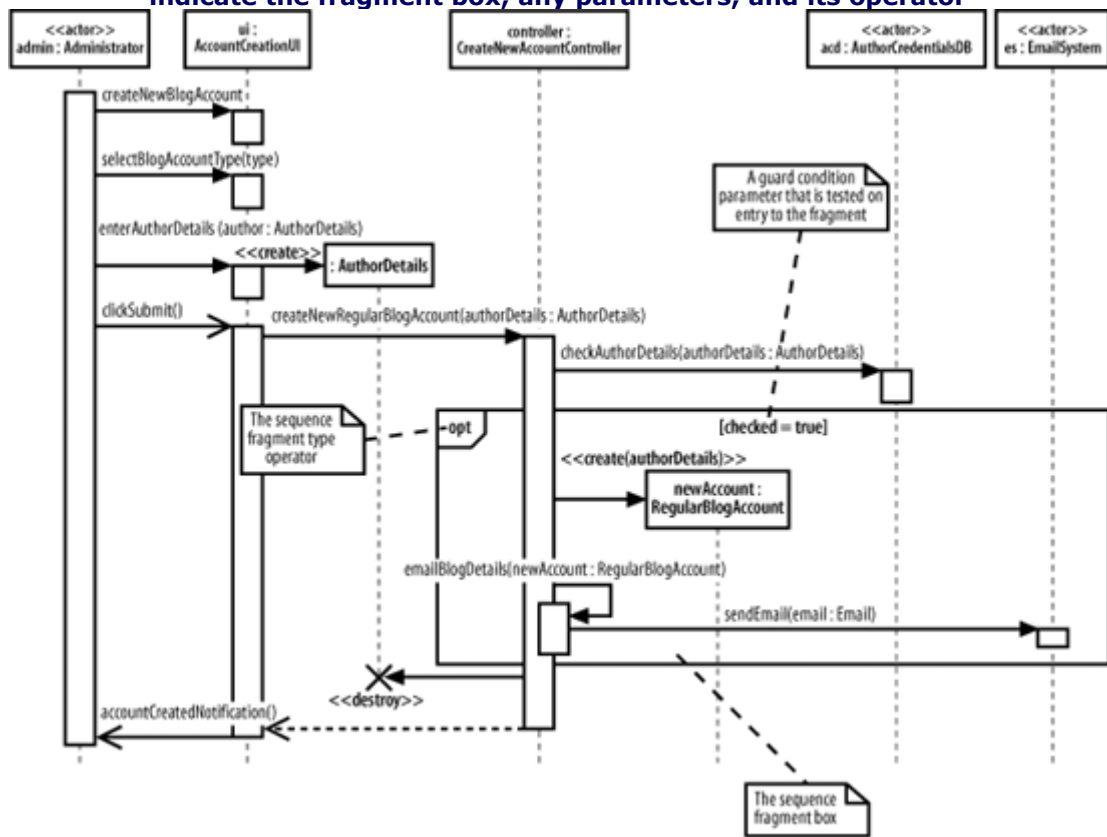 indicate the fragment box, any parameters, and its operator
<<actor>>
admin : Administrator
ui :
AccountCreationUI
controller :
CreateNewAccountController
<<actor>>
acd : AuthorCredentialsDB
<<actor>>
es : EmailSystem
createNewBlogAccount
selectBlogAccountType(type)
A guard condition
parameter that is tested on
entry to the fragment
enterAuthorDetails (author : AuthorDetails)
<<create>>
: AuthorDetails
clickSubmit()
createNewRegularBlogAccount(authorDetails : AuthorDetails)
checkAuthorDetails(authorDetails : AuthorDetails)
The sequence
fragment type
operator
opt
[checked = true]
<<create(authorDetails)>>
newAccount :
RegularBlogAccount
emailBlogDetails(newAccount : RegularBlogAccount)
sendEmail(email : Email)
<<destroy>>
accountCreatedNotification()
The sequence
fragment box